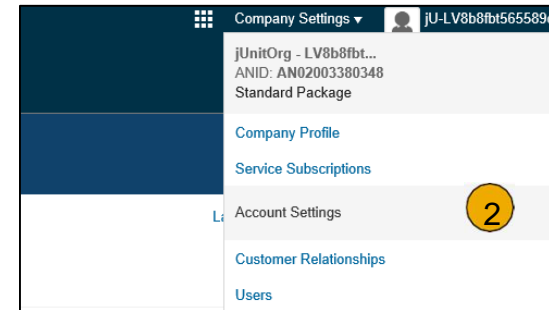 Company Settings ▾ jU-LV8b8fbt565589
jUnitOrg - LV8b8fbt...
ANID: AN02003380348
Standard Package
Company Profile
Service Subscriptions
Account Settings 2
Customer Relationships
Users